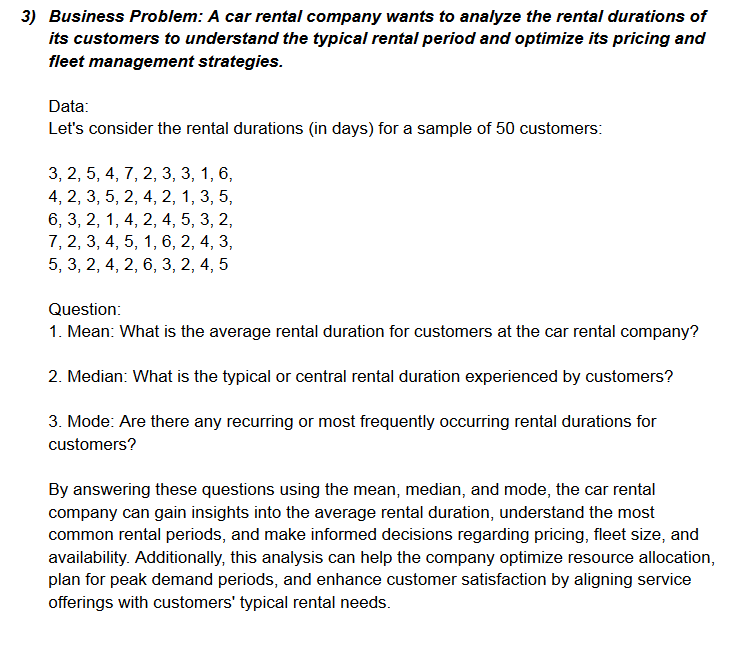 3) Business Problem: A car rental company wants to analyze the rental durations of
its customers to understand the typical rental period and optimize its pricing and
fleet management strategies.
Data:
Let's consider the rental durations (in days) for a sample of 50 customers:
3, 2, 5, 4, 7, 2, 3, 3, 1, 6,
4, 2, 3, 5, 2, 4, 2, 1, 3, 5,
6, 3, 2, 1, 4, 2, 4, 5, 3, 2,
7, 2, 3, 4, 5, 1, 6, 2, 4, 3,
5, 3, 2, 4, 2, 6, 3, 2, 4, 5
Question:
1. Mean: What is the average rental duration for customers at the car rental company?
2. Median: What is the typical or central rental duration experienced by customers?
3. Mode: Are there any recurring or most frequently occurring rental durations for
customers?
By answering these questions using the mean, median, and mode, the car rental
company can gain insights into the average rental duration, understand the most
common rental periods, and make informed decisions regarding pricing, fleet size, and
availability. Additionally, this analysis can help the company optimize resource allocation,
plan for peak demand periods, and enhance customer satisfaction by aligning service
offerings with customers' typical rental needs.